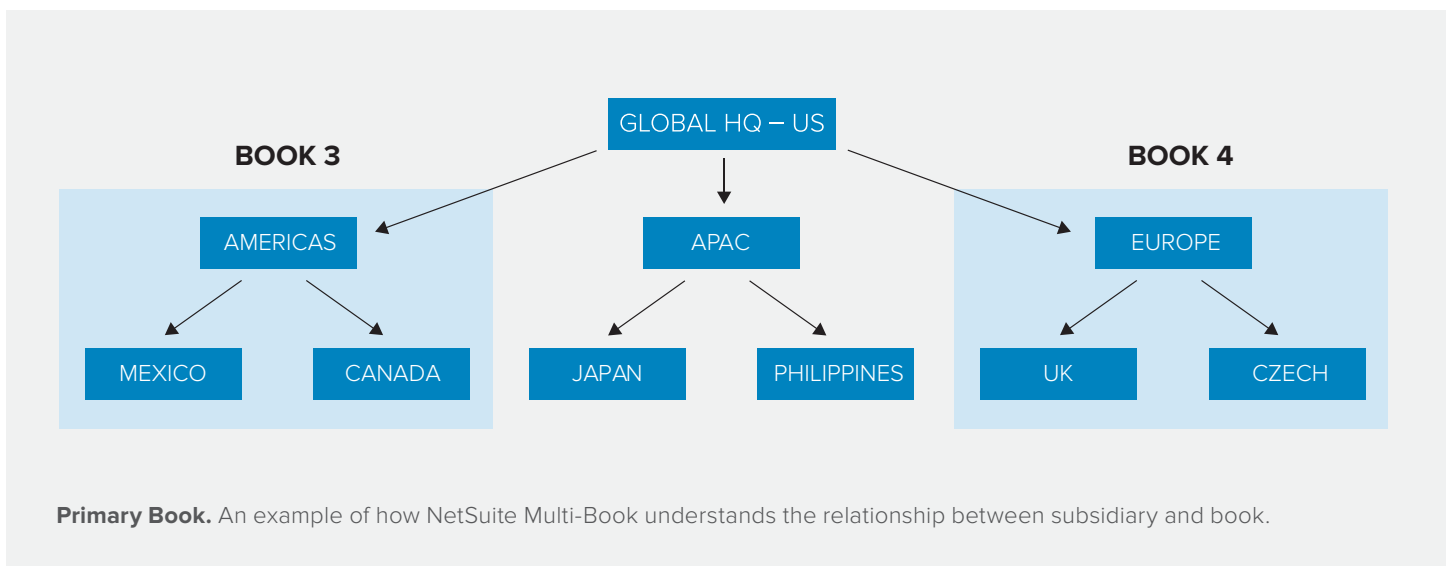 GLOBAL HQ – US
BOOK 3
BOOK 4
AMERICAS
APAC
EUROPE
MEXICO
CANADA
JAPAN
PHILIPPINES
UK
CZECH
Primary Book. An example of how NetSuite Multi-Book understands the relationship between subsidiary and book.